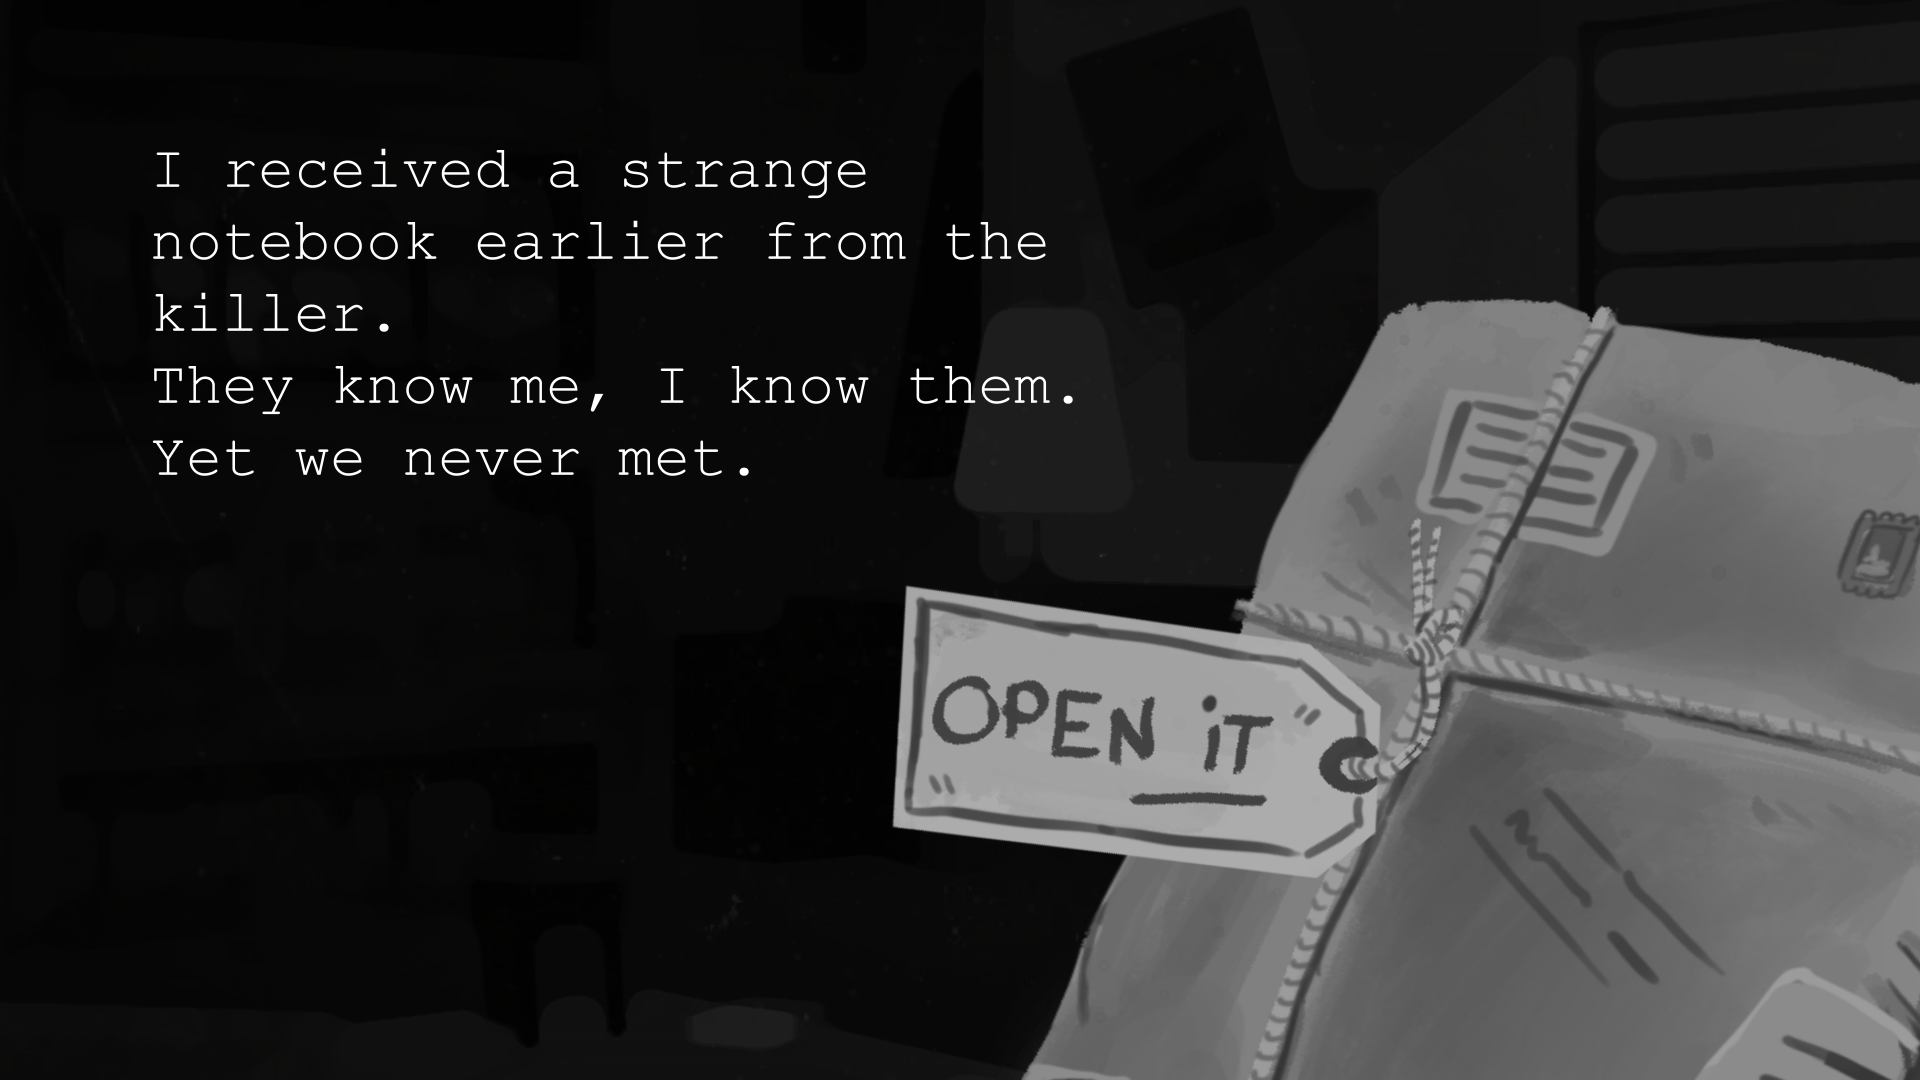 I received a strange
notebook earlier from the
killer.
They know me, I know them.
Yet we never met.
OPEN iT